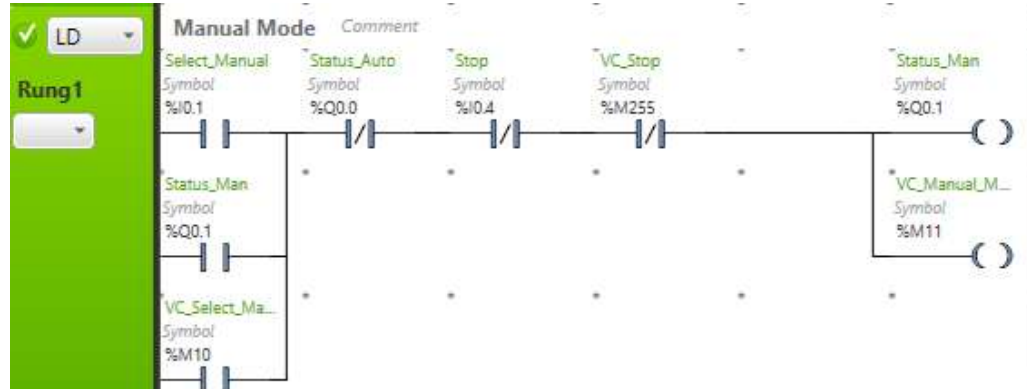 LD
Rung1
Manual Mode Comment
Select_Manual Status_Auto Stop VC_Stop Status_Man
Symbol Symbol Symbol Symbol Symbol
%I0.1 %Q0.0 %I0.4 %M255 %Q0.1
Status_Man VC_Manual_M...
Symbol Symbol
%Q0.1 %M11
VC_Select_Ma...
Symbol
%M10